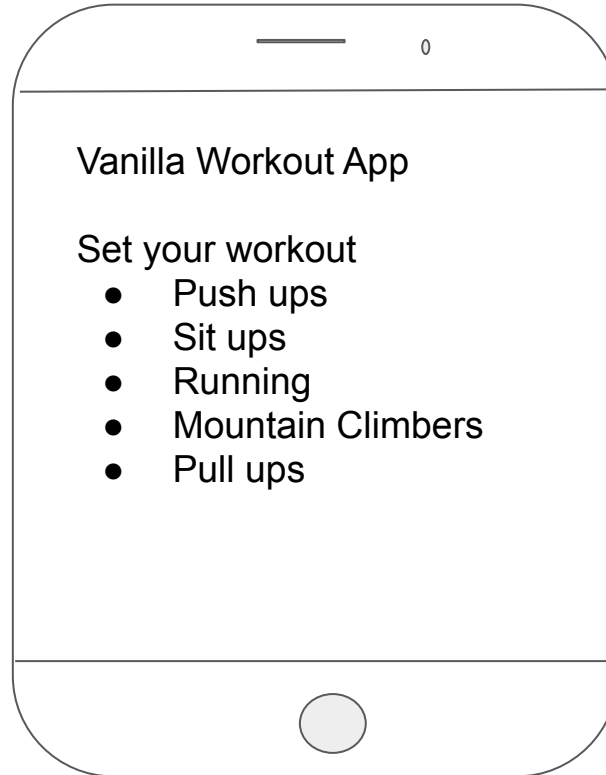 Vanilla Workout App
Set your workout
● Push ups
● Sit ups
● Running
● Mountain Climbers
● Pull ups